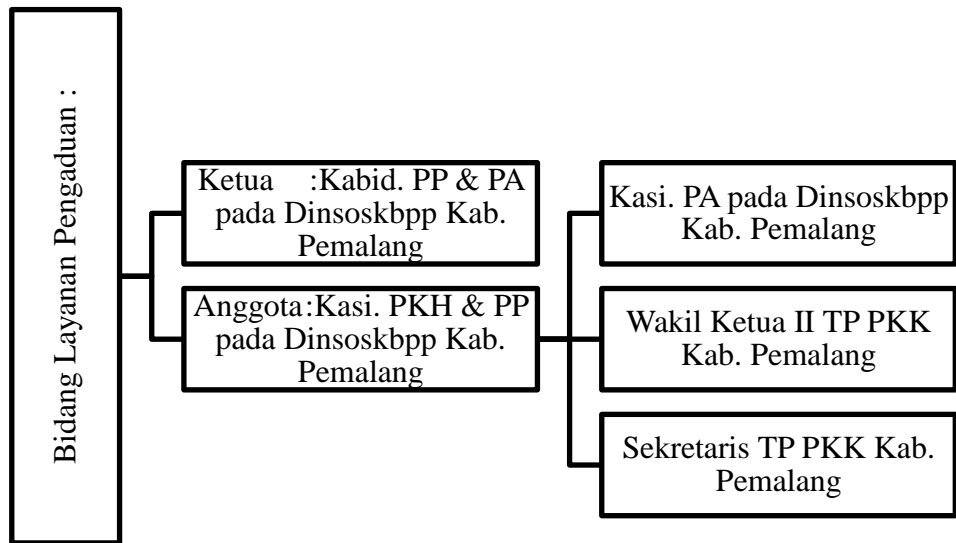 Bidang Layanan Pengaduan :
Ketua :Kabid. PP & PA
pada Dinsoskbpp Kab.
Pemalang
Anggota:Kasi. PKH & PP
pada Dinsoskbpp Kab.
Pemalang
Kasi. PA pada Dinsoskbpp
Kab. Pemalang
Wakil Ketua II TP PKK
Kab. Pemalang
Sekretaris TP PKK Kab.
Pemalang